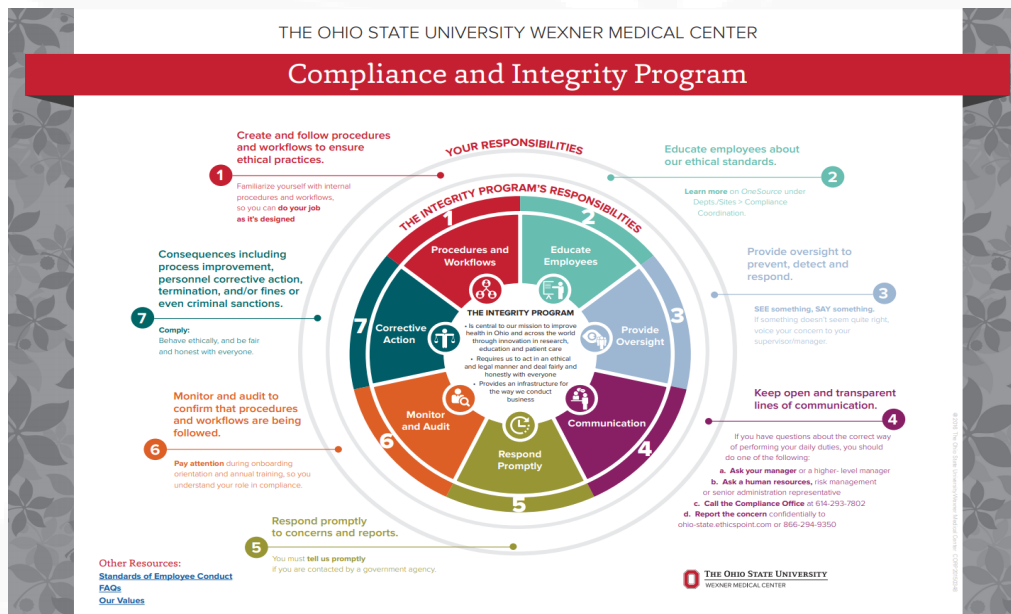 THE OHIO STATE UNIVERSITY WEXNER MEDICAL CENTER
Compliance and Integrity Program
YOUR RESPONSIBILITIES
THE INTEGRITY PROGRAM'S RESPONSIBILITIES
1
Create and follow procedures
and workflows to ensure
ethical practices.
Familiarize yourself with internal
procedures and workflows,
so you can do your job
as it's designed
2
Educate employees about
our ethical standards.
Learn more on OneSource under
Depts./Sites > Compliance
Coordination.
Provide oversight to
prevent, detect and
respond.
3
SEE something, SAY something.
If something doesn't seem quite right,
voice your concern to your
supervisor/manager.
Keep open and transparent
lines of communication.
4
If you have questions about the correct way
of performing your daily duties, you should
do one of the following:
a. Ask your manager or a higher- level manager
b. Ask a human resources, risk management
or senior administration representative
c. Call the Compliance Office at 614-293-7802
d. Report the concern confidentially to
ohio-state.ethicspoint.com or 866-294-9350
Respond promptly
to concerns and reports.
5
You must tell us promptly
if you are contacted by a government agency.
Monitor and audit to
confirm that procedures
and workflows are being
followed.
6
Pay attention during onboarding
orientation and annual training, so you
understand your role in compliance.
Consequences including
process improvement,
personnel corrective action,
termination, and/or fines or
even criminal sanctions.
7
Comply:
Behave ethically, and be fair
and honest with everyone.
1
Procedures and
Workflows
2
Educate
Employees
3
Provide
Oversight
4
Communication
5
Respond
Promptly
6
Monitor
and Audit
7
Corrective
Action
THE INTEGRITY PROGRAM
• Is central to our mission to improve
health in Ohio and across the world
through innovation in research,
education and patient care
• Requires us to act in an ethical
and legal manner and deal fairly and
honestly with everyone
• Provides an infrastructure for
the way we conduct
business
Other Resources:
Standards of Employee Conduct
FAQs
Our Values
THE OHIO STATE UNIVERSITY
WEXNER MEDICAL CENTER